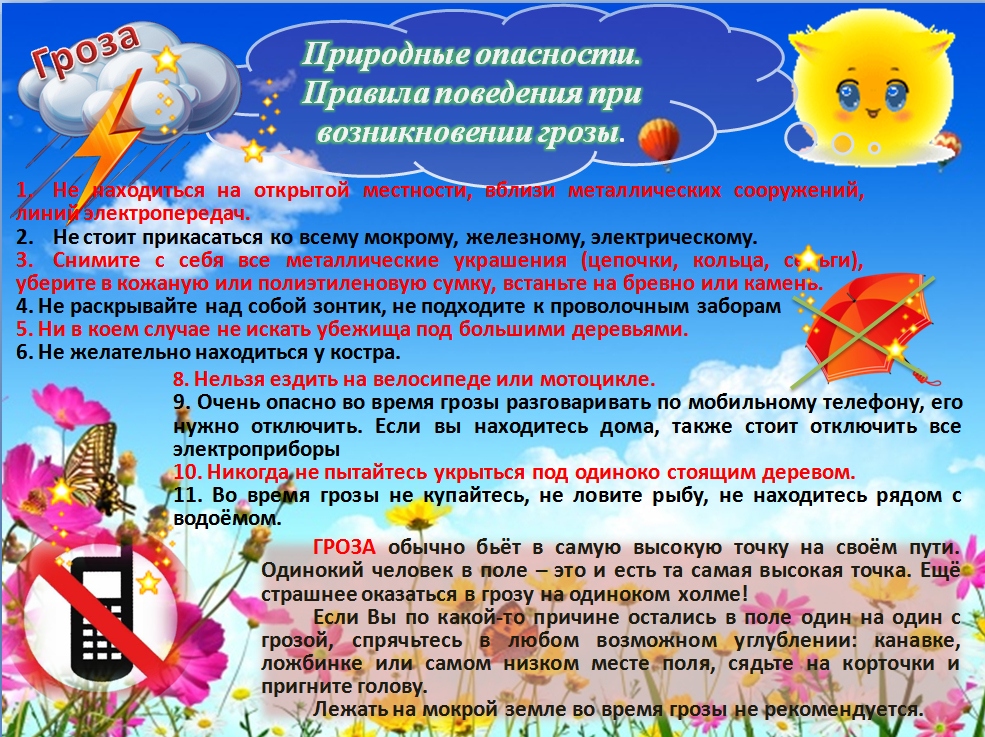 Гроза
Природные опасности.
Правила поведения при
возникновении грозы.
1. Не находиться на открытой местности, вблизи металлических сооружений,
линий электропередач.
2. Не стоит прикасаться ко всему мокрому, железному, электрическому.
3. Снимите с себя все металлические украшения (цепочки, кольца, серьги),
уберите в кожаную или полиэтиленовую сумку, встаньте на бревно или камень.
4. Не раскрывайте над собой зонтик, не подходите к проволочным заборам
5. Ни в коем случае не искать убежища под большими деревьями.
6. Не желательно находиться у костра.
8. Нельзя ездить на велосипеде или мотоцикле.
9. Очень опасно во время грозы разговаривать по мобильному телефону, его
нужно отключить. Если вы находитесь дома, также стоит отключить все
электроприборы
10. Никогда не пытайтесь укрыться под одиноко стоящим деревом.
11. Во время грозы не купайтесь, не ловите рыбу, не находитесь рядом с
водоёмом.
ГРОЗА обычно бьёт в самую высокую точку на своём пути.
Одинокий человек в поле – это и есть та самая высокая точка. Ещё
страшнее оказаться в грозу на одиноком холме!
Если Вы по какой-то причине остались в поле один на один с
грозой, спрячьтесь в любом возможном углублении: канавке,
ложбинке или самом низком месте поля, сядьте на корточки и
пригните голову.
Лежать на мокрой земле во время грозы не рекомендуется.